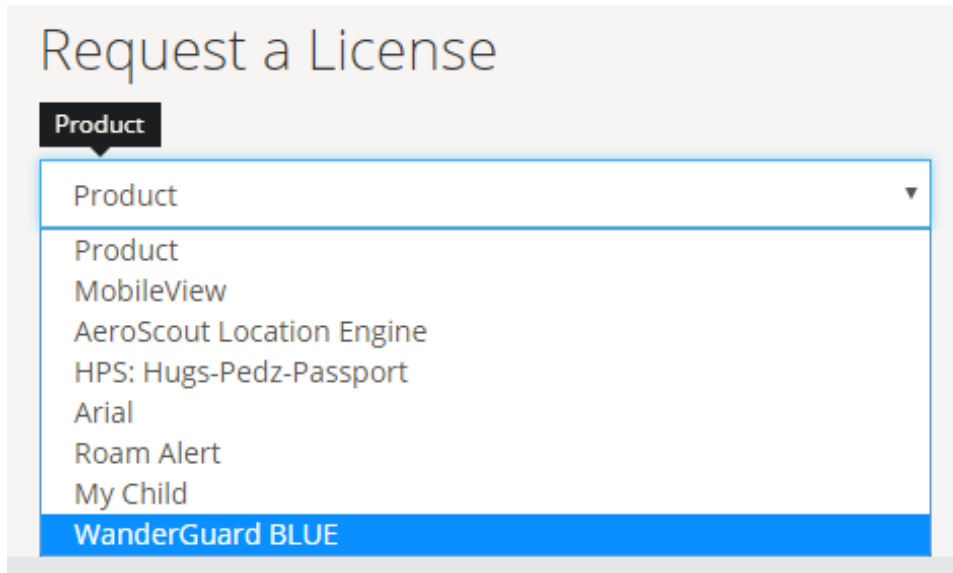 Request a License
Product
Product
Product
MobileView
AeroScout Location Engine
HPS: Hugs-Pedz-Passport
Arial
Roam Alert
My Child
WanderGuard BLUE